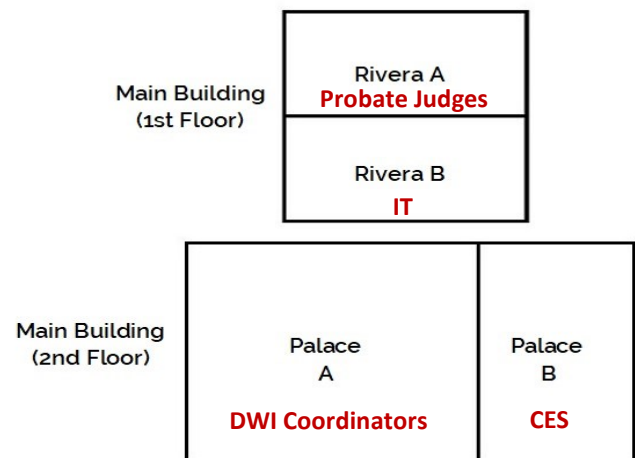 Main Building
(1st Floor)
Rivera A
Probate Judges
Rivera B
IT
Main Building
(2nd Floor)
Palace
A
DWI Coordinators
Palace
B
CES